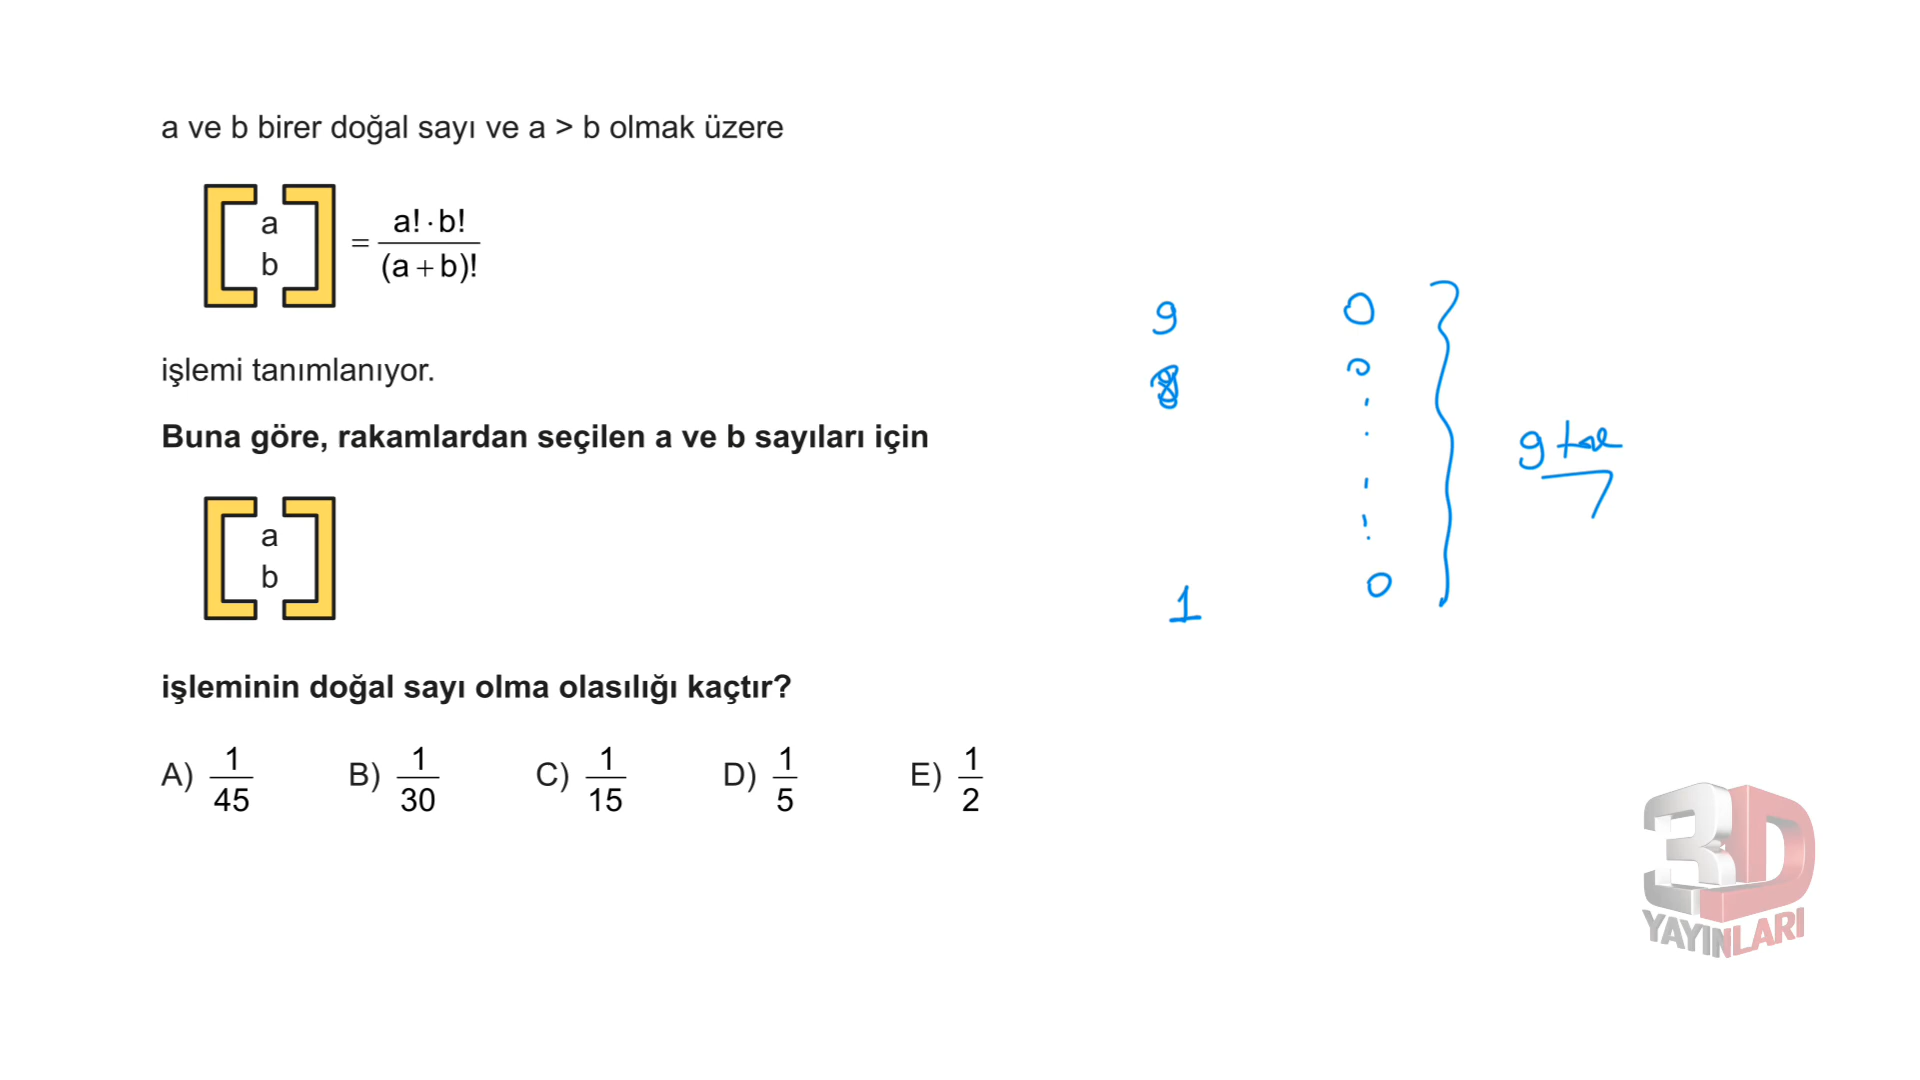 a ve b birer doğal sayı ve a > b olmak üzere
[a b] = a! · b! / (a + b)!
işlemi tanımlanıyor.
Buna göre, rakamlardan seçilen a ve b sayıları için
[a b]
işleminin doğal sayı olma olasılığı kaçtır?
A) 1/45 B) 1/30 C) 1/15 D) 1/5 E) 1/2
9 0
8 0
1 0
9 tane
3D
YAYINLARI